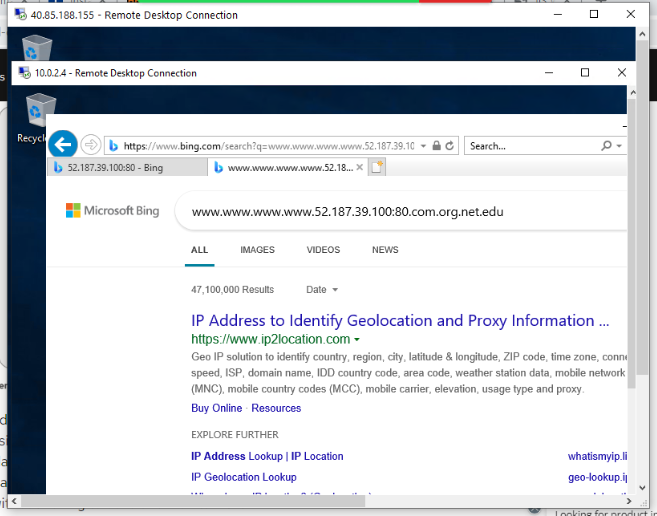 40.85.188.155 - Remote Desktop Connection
10.0.2.4 - Remote Desktop Connection
Recycl
https://www.bing.com/search?q=www.www.www.www.52.187.39.10
Search...
52.187.39.100:80 - Bing
www.www.www.www.52.18...
Microsoft Bing
www.www.www.www.52.187.39.100:80.com.org.net.edu
ALL IMAGES VIDEOS NEWS
47,100,000 Results Date
IP Address to Identify Geolocation and Proxy Information ...
https://www.ip2location.com
Geo IP solution to identify country, region, city, latitude & longitude, ZIP code, time zone, conne
speed, ISP, domain name, IDD country code, area code, weather station data, mobile network
(MNC), mobile country codes (MCC), mobile carrier, elevation, usage type and proxy.
Buy Online · Resources
EXPLORE FURTHER
IP Address Lookup | IP Location whatismyip.li
IP Geolocation Lookup geo-lookup.ip
Looking for product in